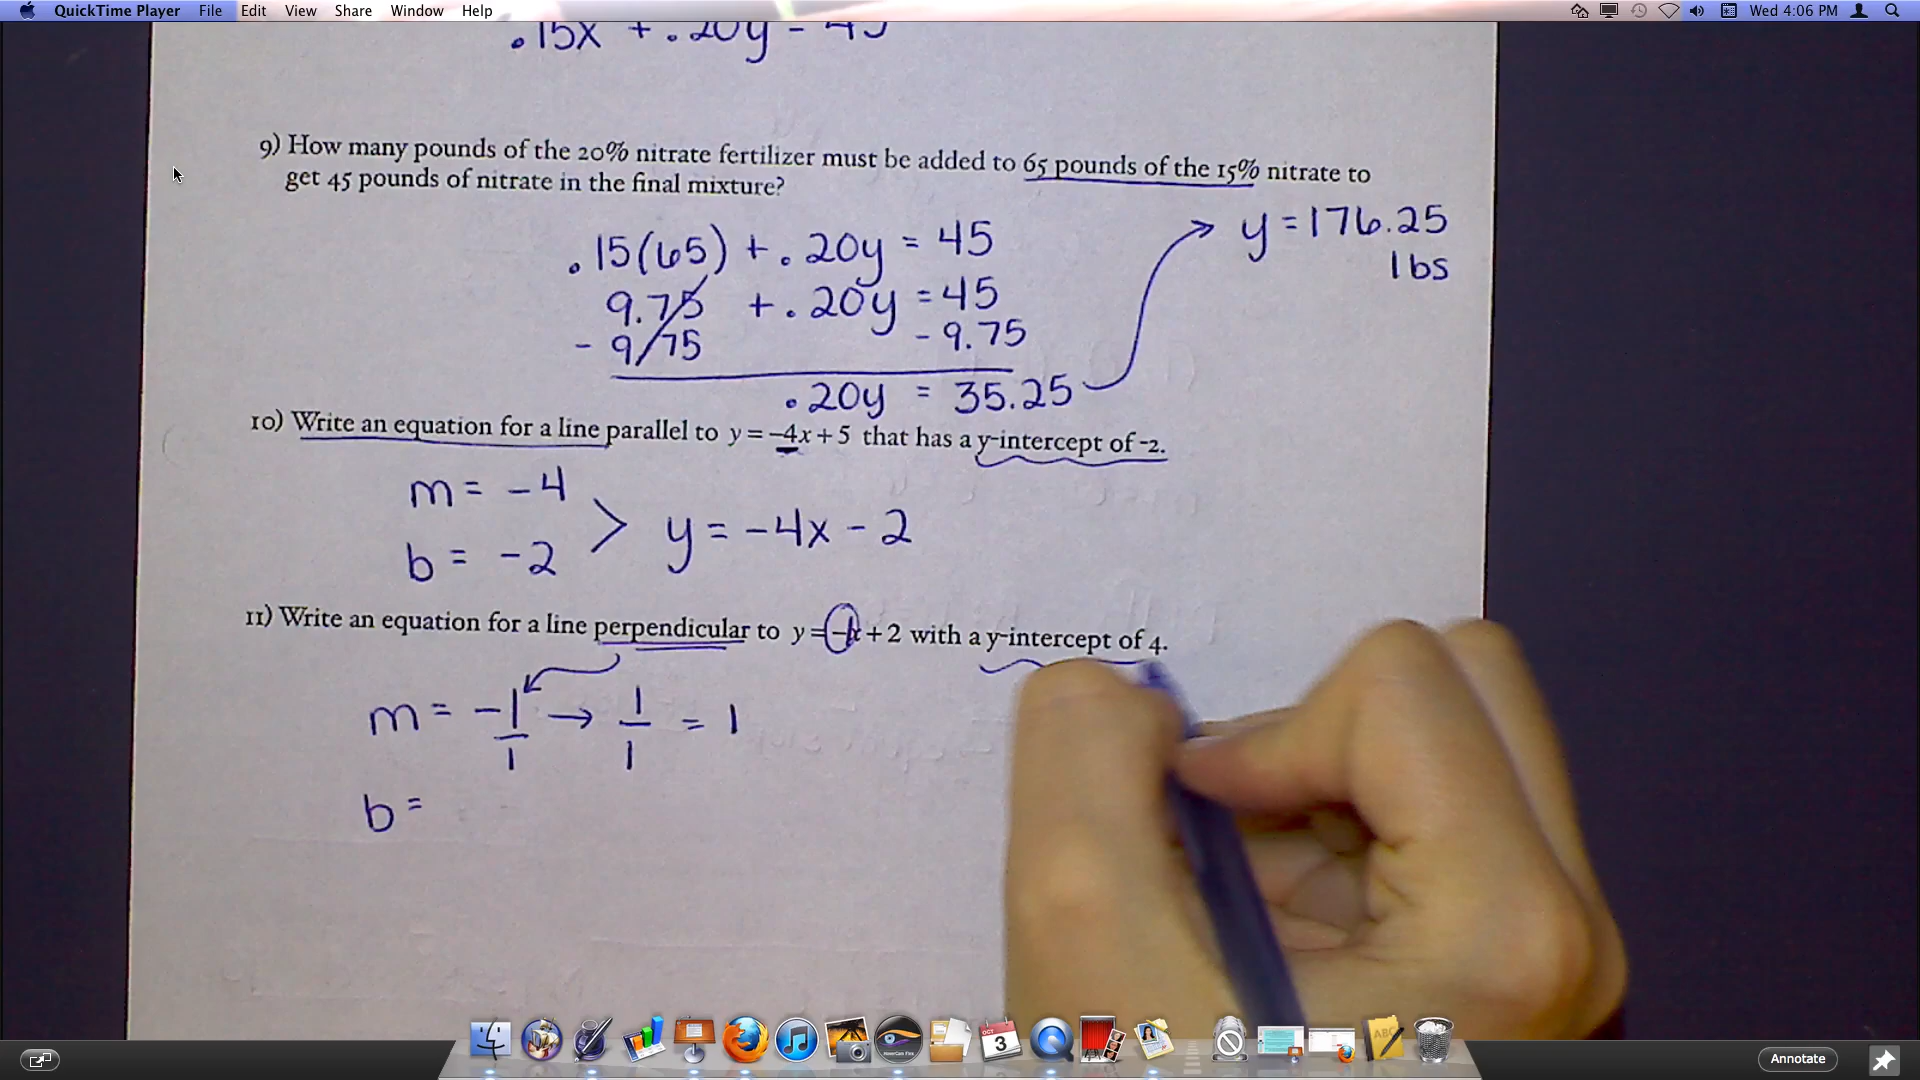 QuickTime Player File Edit View Share Window Help Wed 4:06 PM
.15x + .20y = 45
9) How many pounds of the 20% nitrate fertilizer must be added to 65 pounds of the 15% nitrate to
get 45 pounds of nitrate in the final mixture?
.15(65) + .20y = 45
9.75 + .20y = 45
- 9.75 - 9.75
.20y = 35.25
y = 176.25
lbs
10) Write an equation for a line parallel to y = -4x + 5 that has a y-intercept of -2.
m = -4
b = -2
y = -4x - 2
11) Write an equation for a line perpendicular to y = -x + 2 with a y-intercept of 4.
m = -1/1 → 1/1 = 1
b =
OCT
3
ABC
Annotate